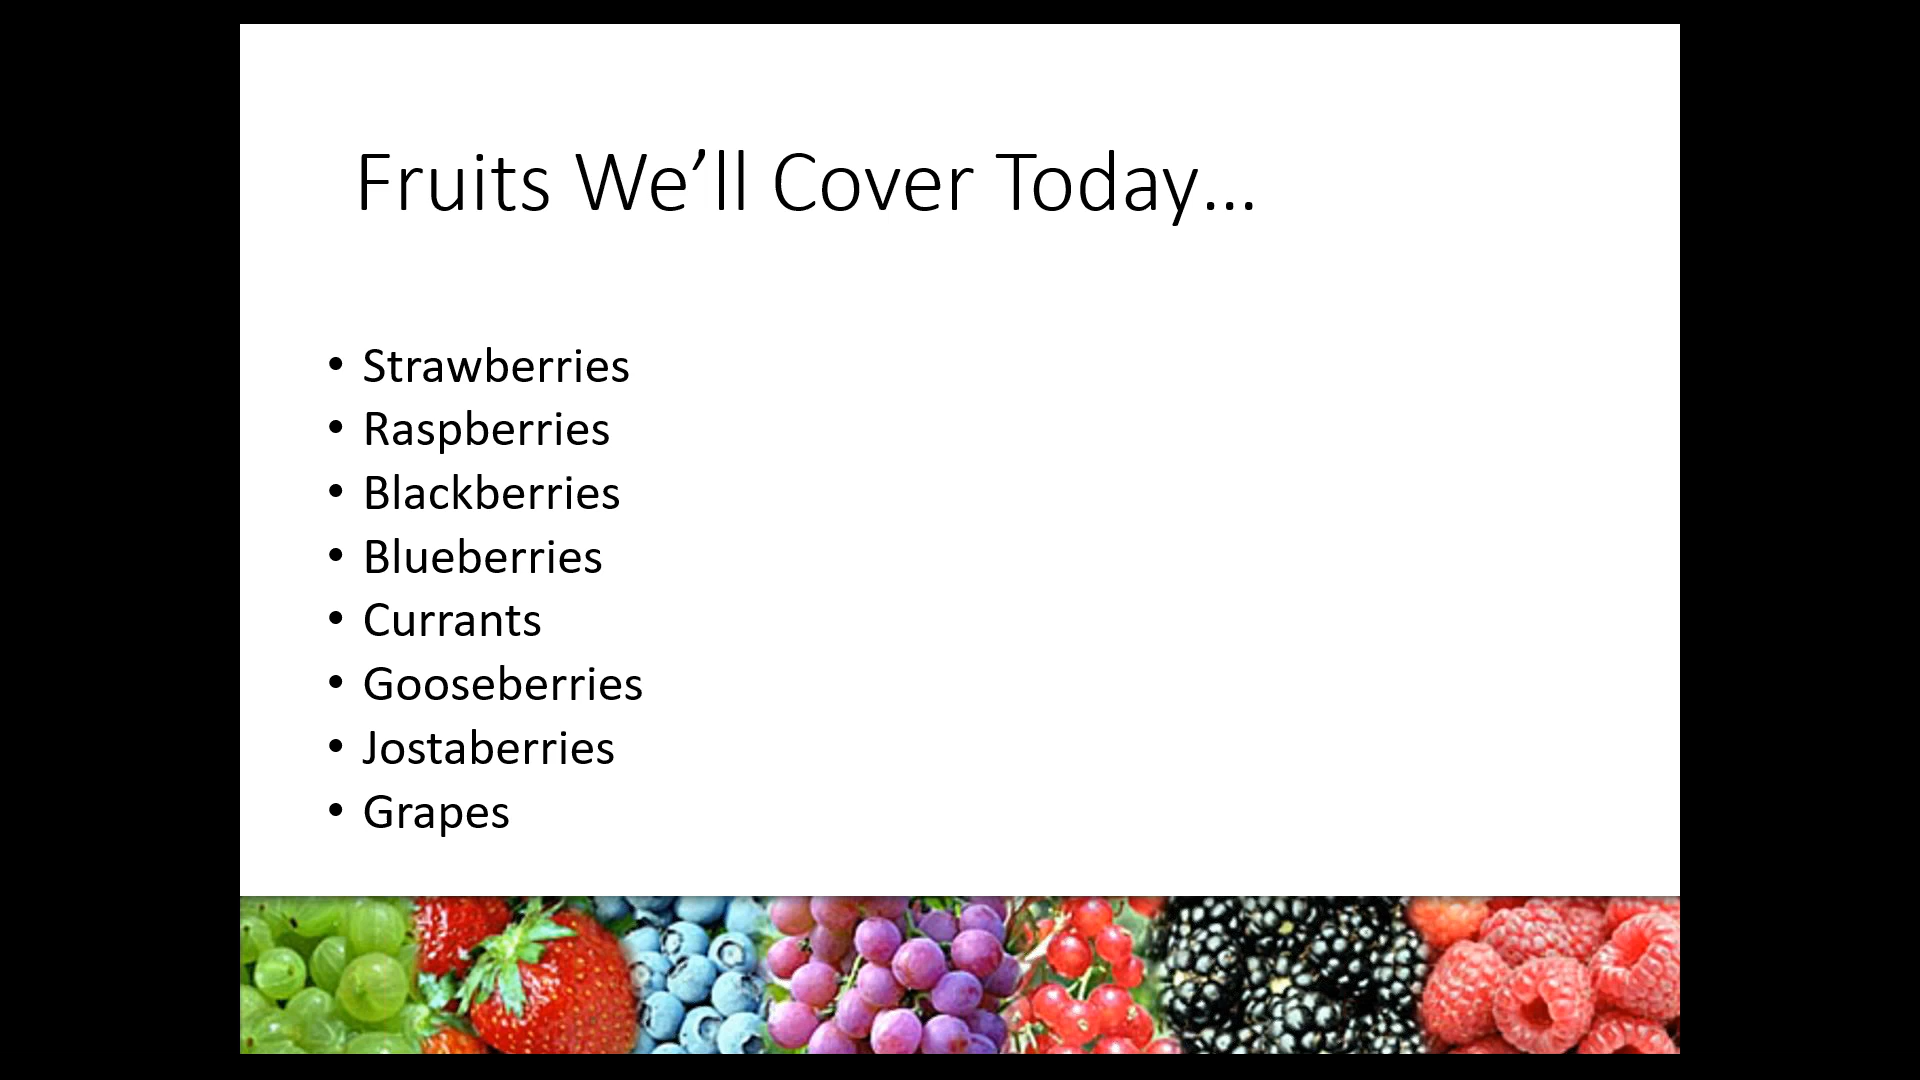 Fruits We’ll Cover Today…
• Strawberries
• Raspberries
• Blackberries
• Blueberries
• Currants
• Gooseberries
• Jostaberries
• Grapes